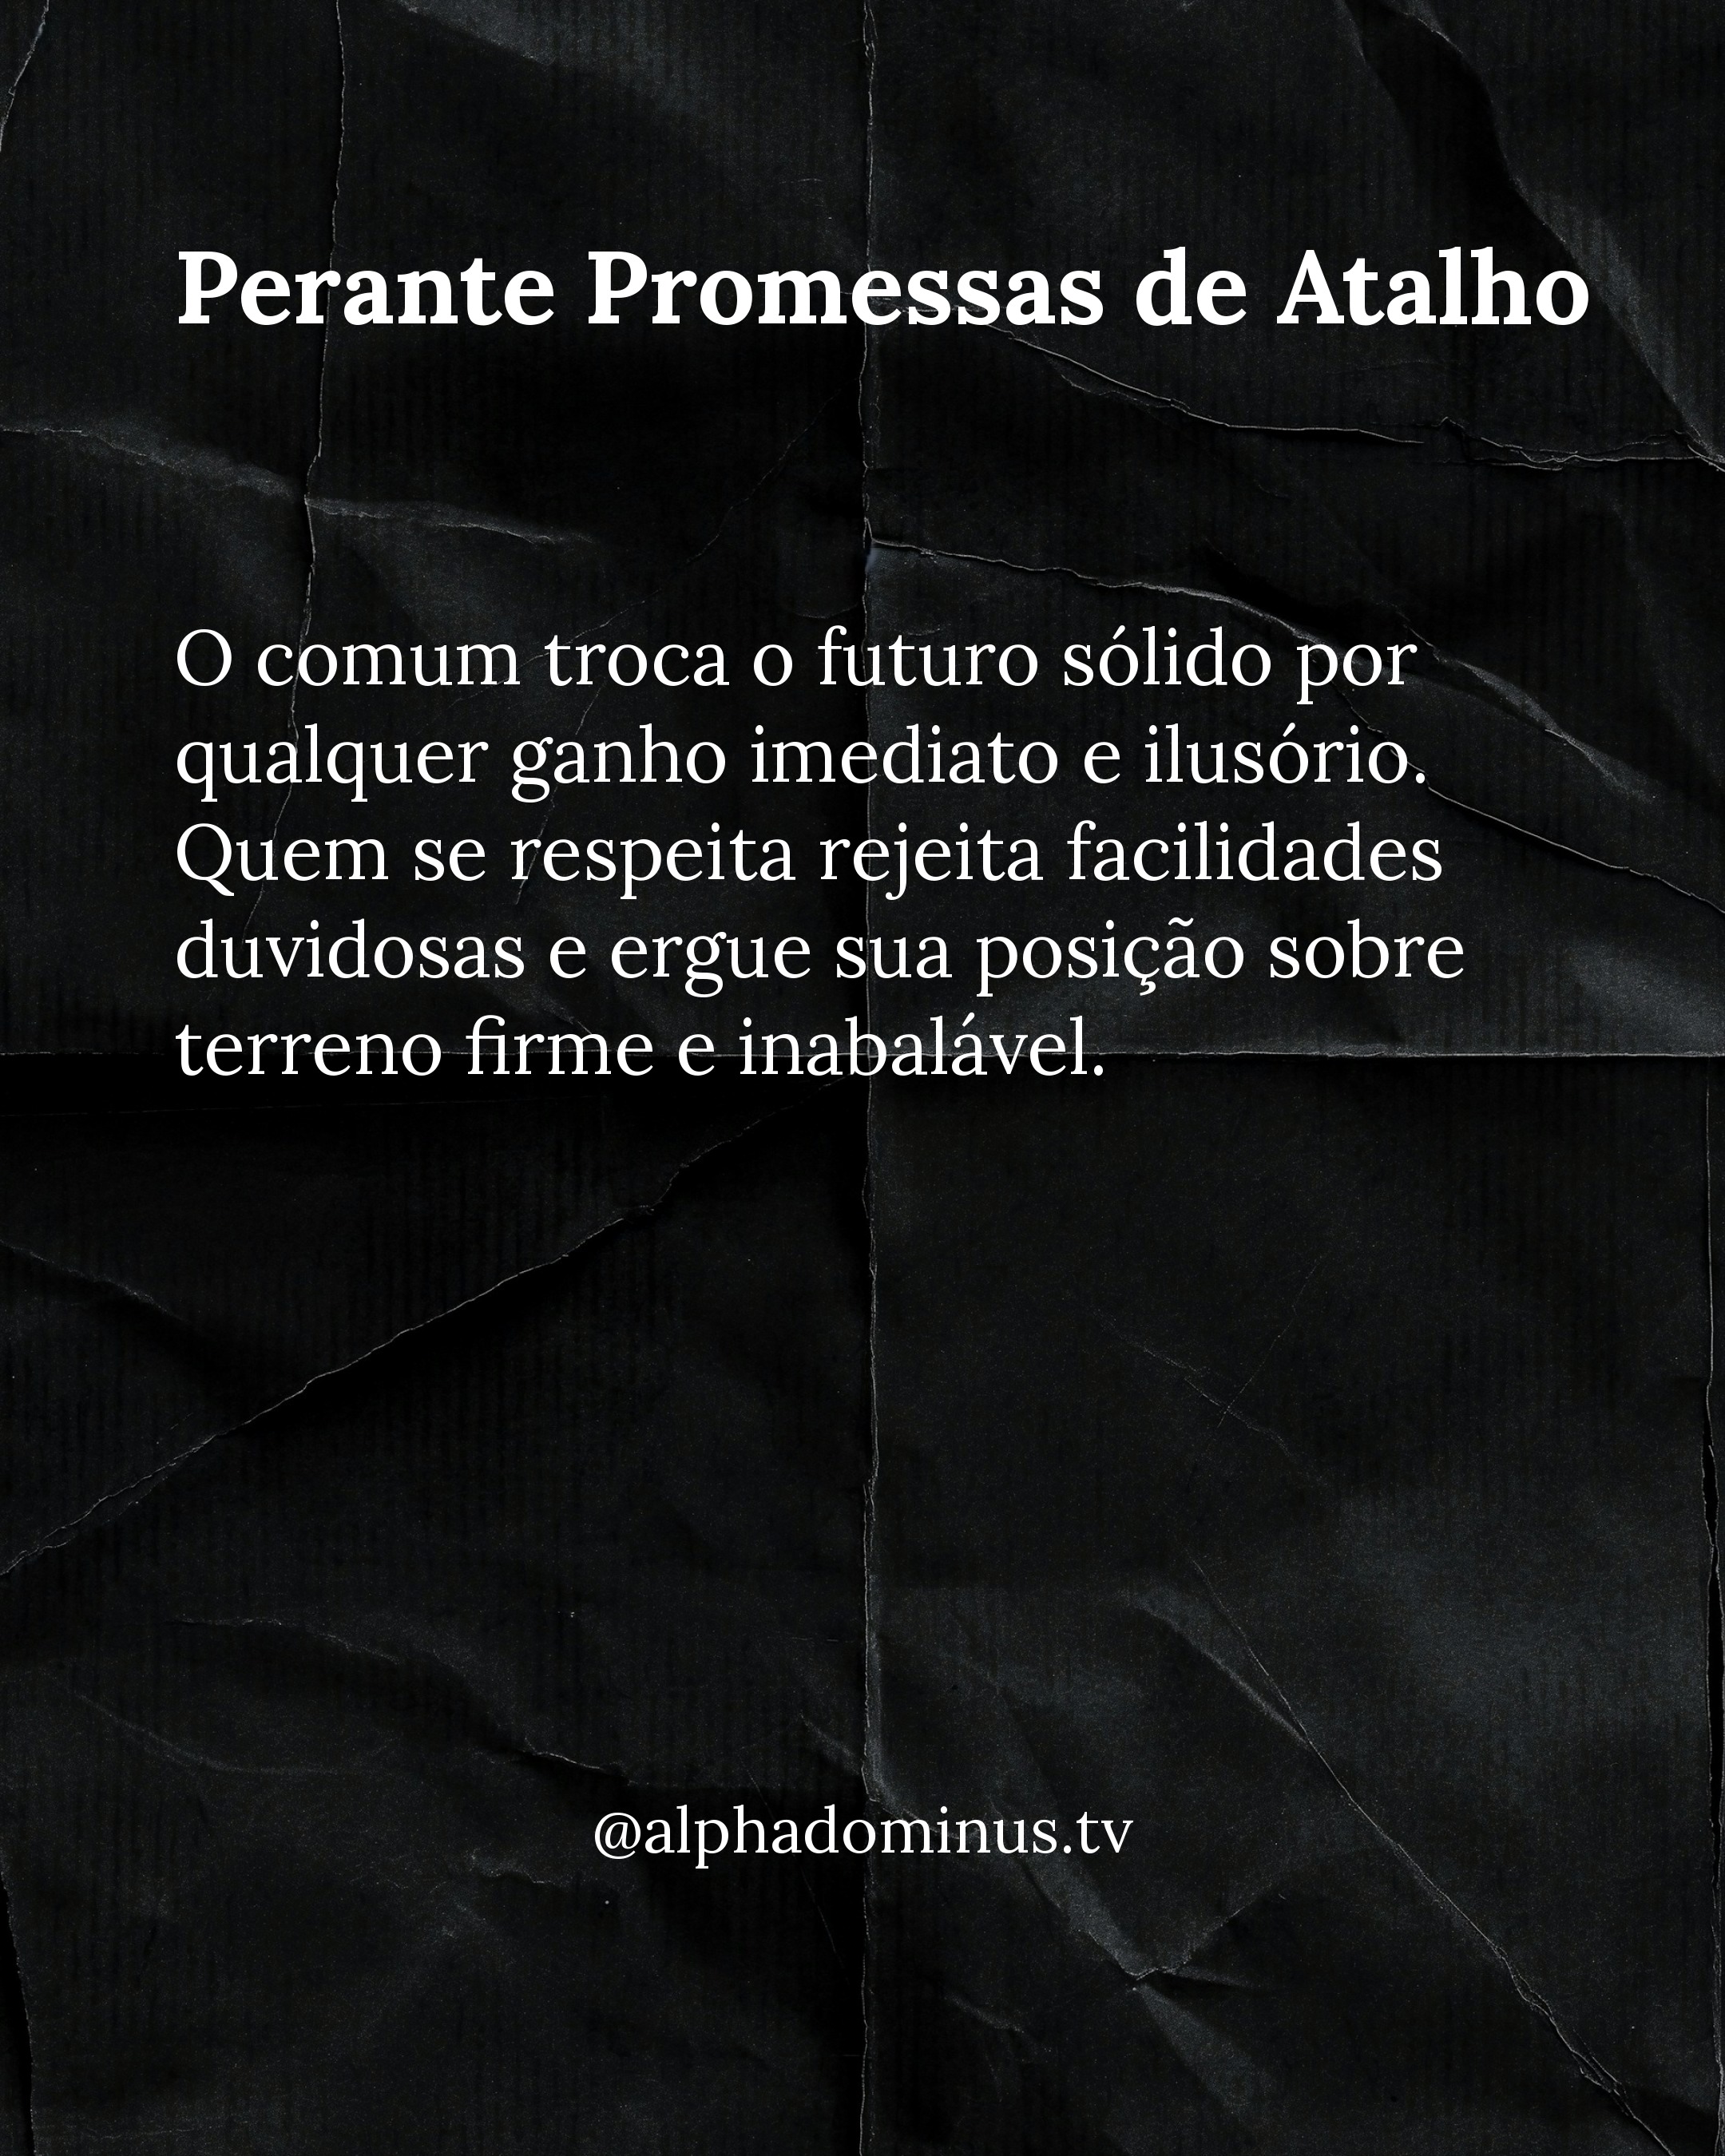 Perante Promessas de Atalho
O comum troca o futuro sólido por
qualquer ganho imediato e ilusório.
Quem se respeita rejeita facilidades
duvidosas e ergue sua posição sobre
terreno firme e inabalável.
@alphadominus.tv